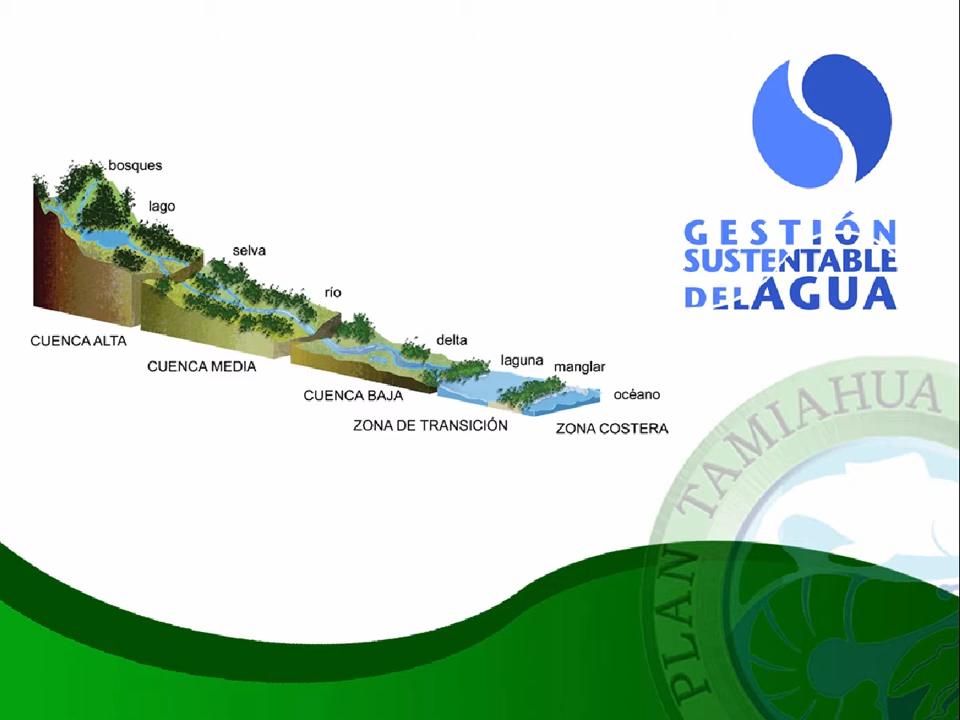 bosques
lago
selva
río
delta
laguna
manglar
océano
CUENCA ALTA
CUENCA MEDIA
CUENCA BAJA
ZONA DE TRANSICIÓN
ZONA COSTERA
GESTIÓN
SUSTENTABLE
DEL ÁGUA
PLAN TAMIAHUA